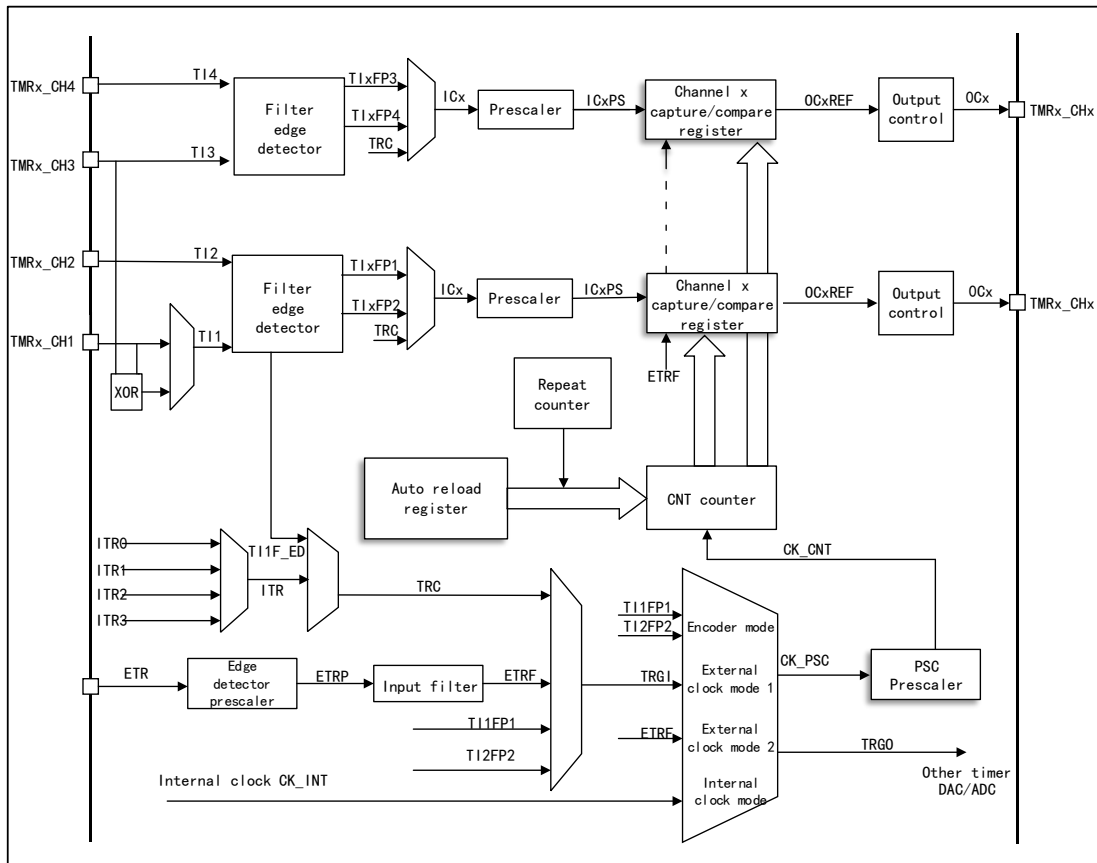 TMRx_CH4
TI4
Filter
edge
detector
TIxFP3
TIxFP4
TRC
ICx
Prescaler
ICxPS
Channel x
capture/compare
register
OCxREF
Output
control
OCx
TMRx_CHx
TMRx_CH3
TI3
TMRx_CH2
TI2
Filter
edge
detector
TIxFP1
TIxFP2
TRC
ICx
Prescaler
ICxPS
Channel x
capture/compare
register
OCxREF
Output
control
OCx
TMRx_CHx
TMRx_CH1
TI1
XOR
ETRF
Repeat
counter
Auto reload
register
CNT counter
CK_CNT
ITR0
ITR1
ITR2
ITR3
TI1F_ED
ITR
TRC
TI1FP1
TI2FP2
Encoder mode
CK_PSC
PSC
Prescaler
ETR
Edge
detector
prescaler
ETRP
Input filter
ETRF
TRGI
External
clock mode 1
TI1FP1
TI2FP2
ETRF
External
clock mode 2
TRGO
Other timer
DAC/ADC
Internal clock CK_INT
Internal
clock mode